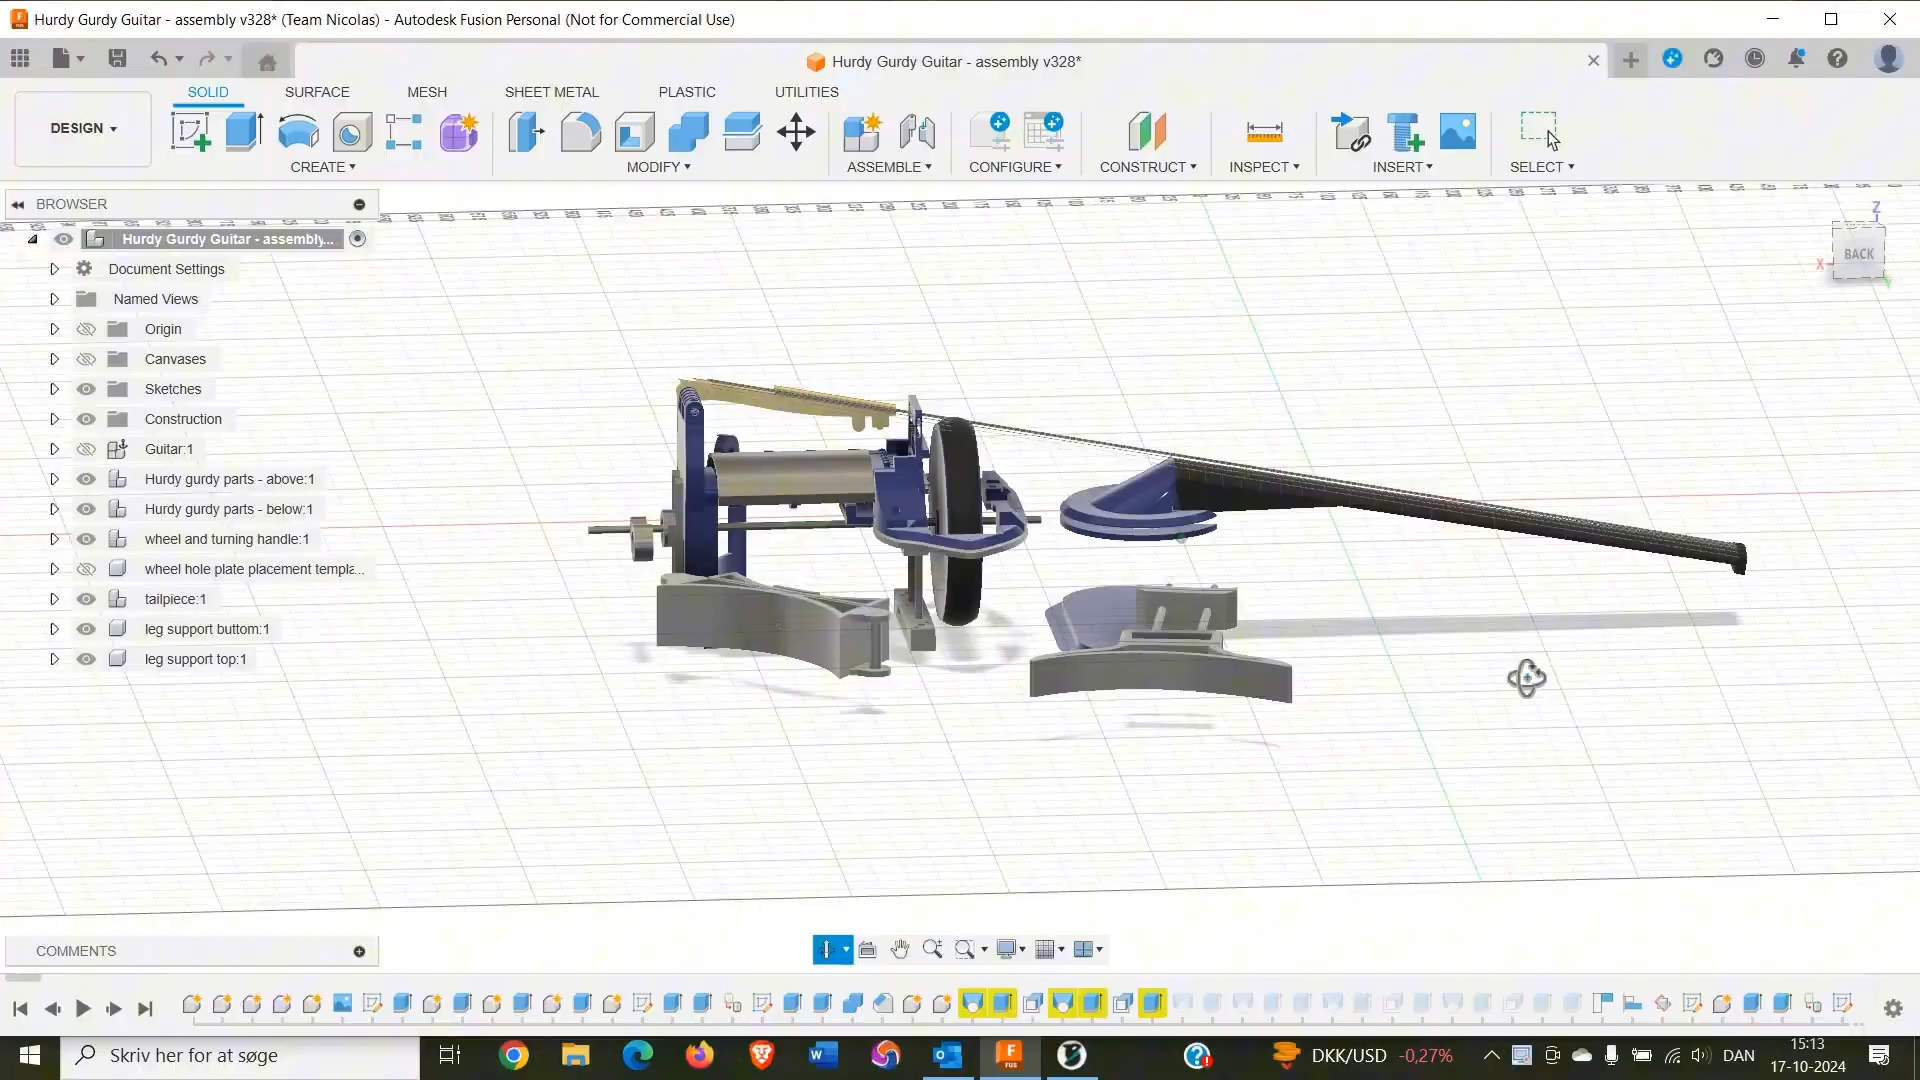 Hurdy Gurdy Guitar - assembly v328* (Team Nicolas) - Autodesk Fusion Personal (Not for Commercial Use)
Hurdy Gurdy Guitar - assembly v328*
SOLID SURFACE MESH SHEET METAL PLASTIC UTILITIES
DESIGN
CREATE MODIFY ASSEMBLE CONFIGURE CONSTRUCT INSPECT INSERT SELECT
BROWSER
Hurdy Gurdy Guitar - assembly...
Document Settings
Named Views
Origin
Canvases
Sketches
Construction
Guitar:1
Hurdy gurdy parts - above:1
Hurdy gurdy parts - below:1
wheel and turning handle:1
wheel hole plate placement templa...
tailpiece:1
leg support buttom:1
leg support top:1
Z
BACK
X
COMMENTS
Skriv her for at søge
DKK/USD -0,27%
DAN
15:13
17-10-2024